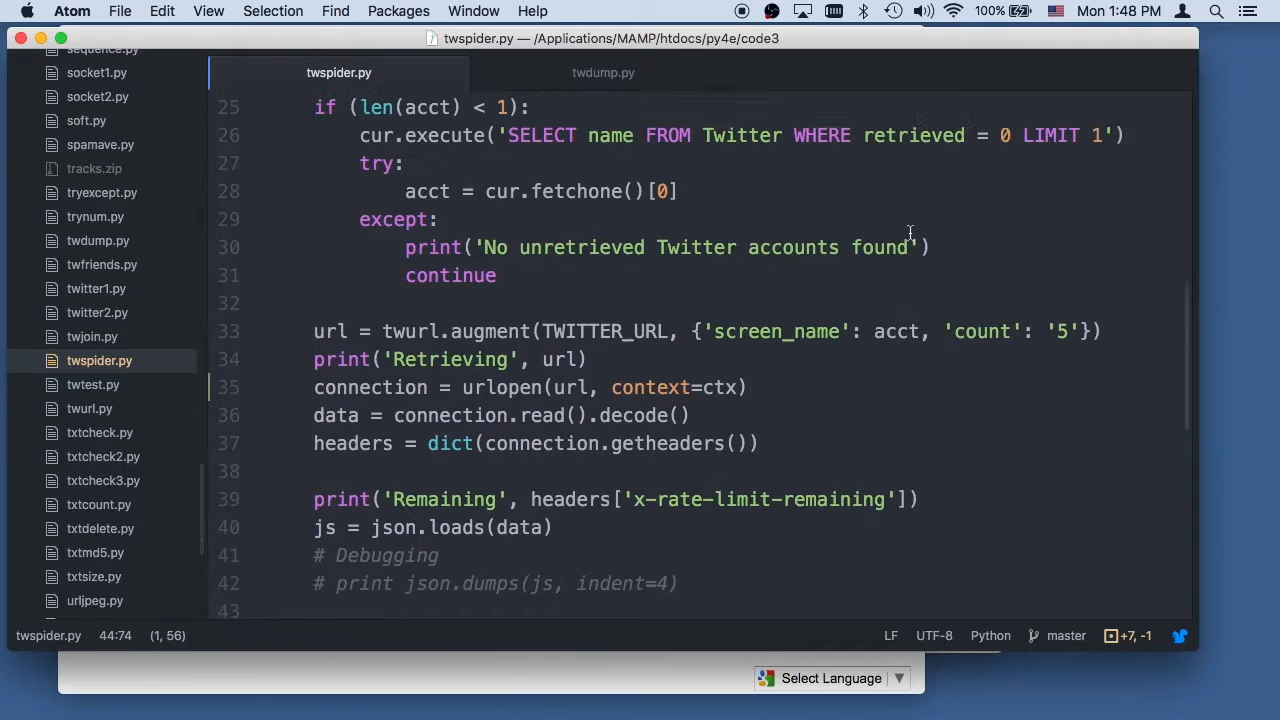 Atom File Edit View Selection Find Packages Window Help 100% Mon 1:48 PM
twspider.py — /Applications/MAMP/htdocs/py4e/code3
twspider.py twdump.py
sequence.py
socket1.py
socket2.py
soft.py
spamave.py
tracks.zip
tryexcept.py
trynum.py
twdump.py
twfriends.py
twitter1.py
twitter2.py
twjoin.py
twspider.py
twtest.py
twurl.py
txtcheck.py
txtcheck2.py
txtcheck3.py
txtcount.py
txtdelete.py
txtmd5.py
txtsize.py
urljpeg.py
25 if (len(acct) < 1):
26 cur.execute('SELECT name FROM Twitter WHERE retrieved = 0 LIMIT 1')
27 try:
28 acct = cur.fetchone()[0]
29 except:
30 print('No unretrieved Twitter accounts found')
31 continue
32
33 url = twurl.augment(TWITTER_URL, {'screen_name': acct, 'count': '5'})
34 print('Retrieving', url)
35 connection = urlopen(url, context=ctx)
36 data = connection.read().decode()
37 headers = dict(connection.getheaders())
38
39 print('Remaining', headers['x-rate-limit-remaining'])
40 js = json.loads(data)
41 # Debugging
42 # print json.dumps(js, indent=4)
43
twspider.py 44:74 (1, 56) LF UTF-8 Python master +7, -1
Select Language ▼